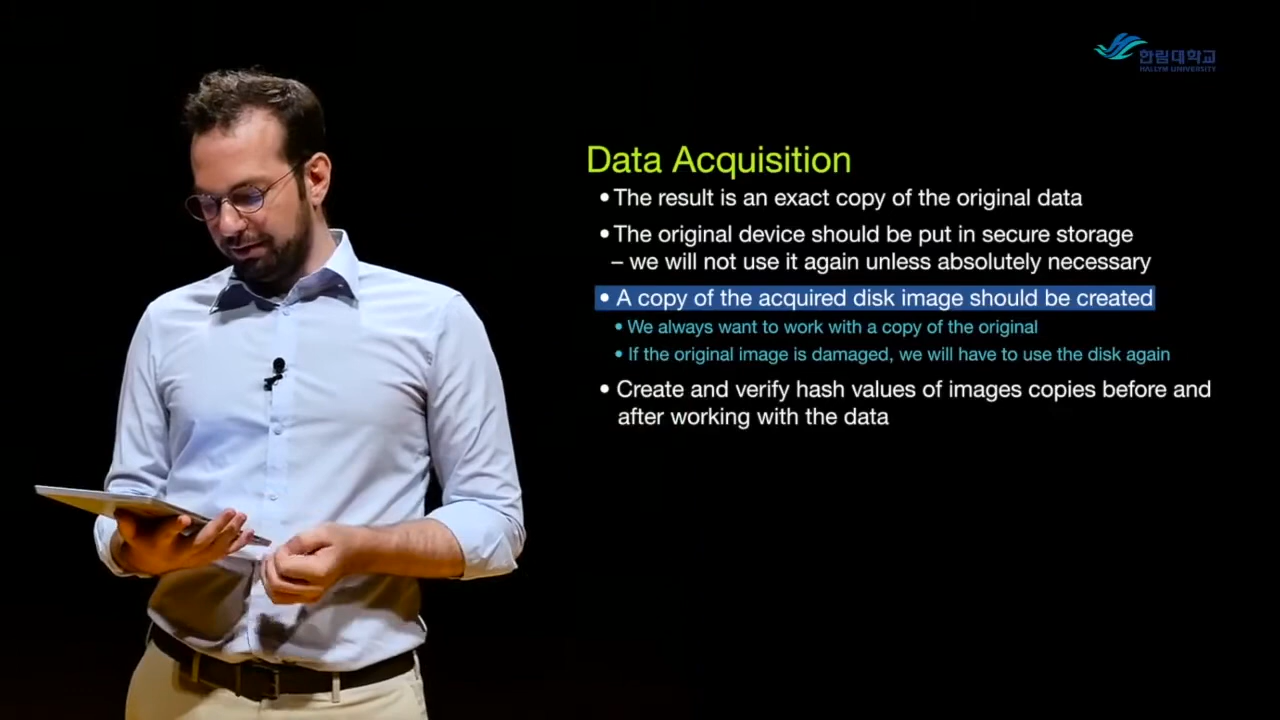 한림대학교
HALLYM UNIVERSITY
Data Acquisition
• The result is an exact copy of the original data
• The original device should be put in secure storage
– we will not use it again unless absolutely necessary
• A copy of the acquired disk image should be created
• We always want to work with a copy of the original
• If the original image is damaged, we will have to use the disk again
• Create and verify hash values of images copies before and
after working with the data